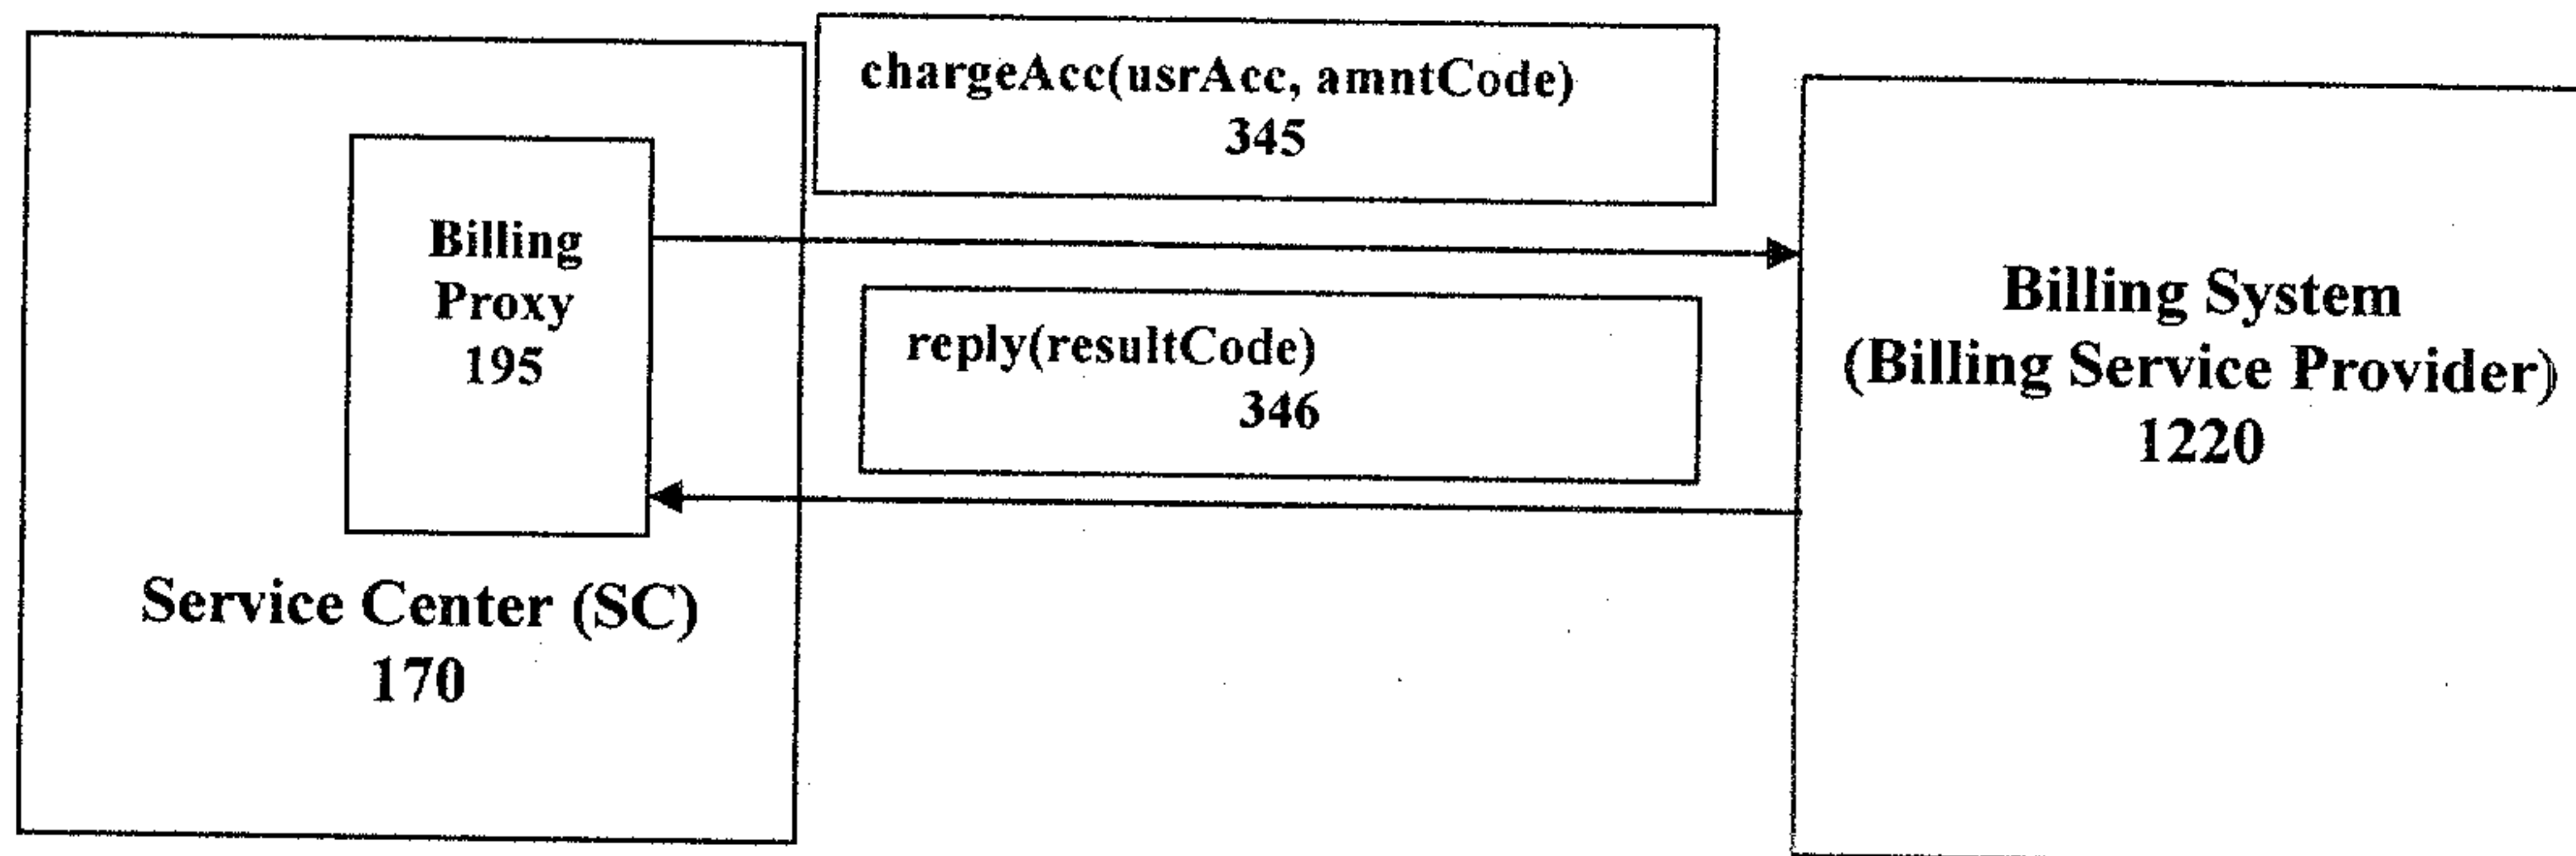 chargeAcc(usrAcc, amntCode)
345
Billing
Proxy
195
reply(resultCode)
346
Billing System
(Billing Service Provider)
1220
Service Center (SC)
170